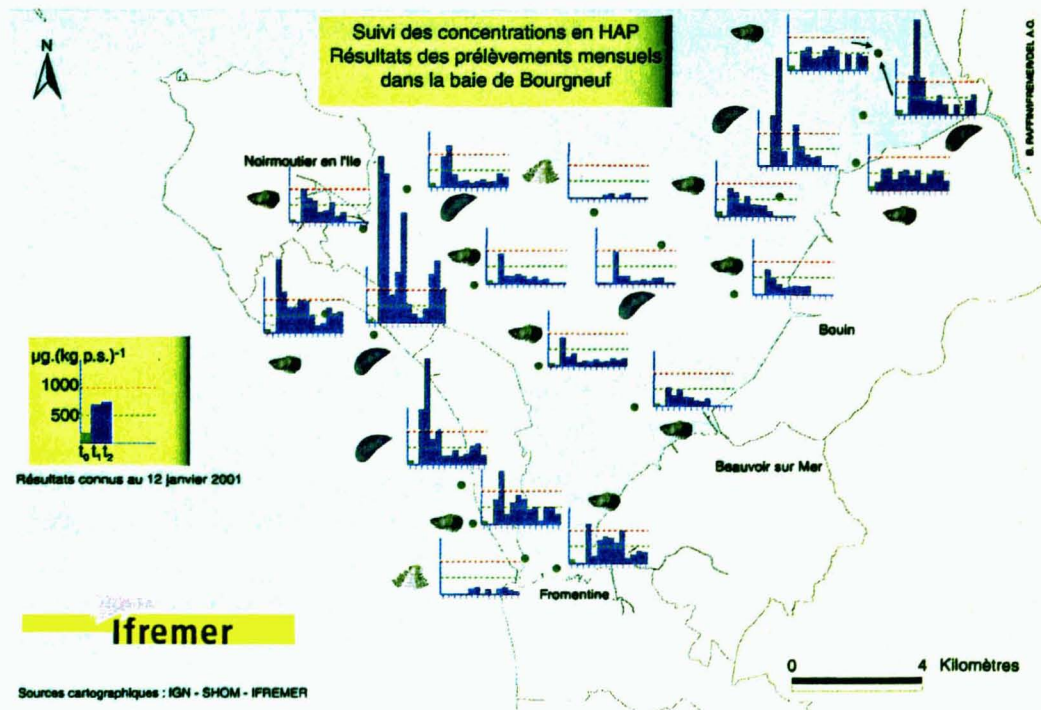 Suivi des concentrations en HAP
Résultats des prélèvements mensuels
dans la baie de Bourgneuf
N
Noirmoutier en l'Ile
Bouin
Beauvoir sur Mer
Fromentine
µg.(kg p.s.)-1
1000
500
t0 t1 t2
Résultats connus au 12 janvier 2001
Ifremer
0 4 Kilomètres
Sources cartographiques : IGN - SHOM - IFREMER